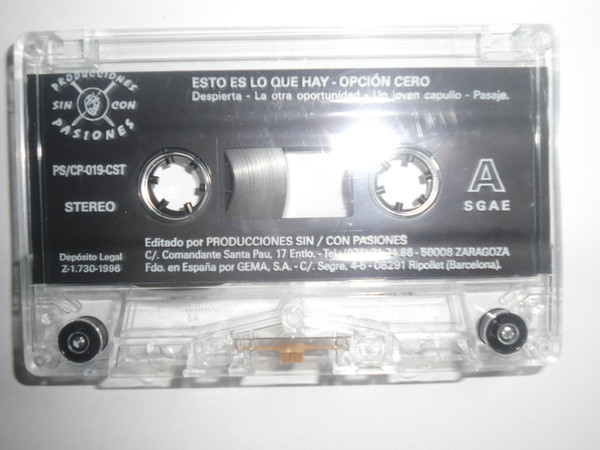 PRODUCCIONES
SIN CON
PASIONES
ESTO ES LO QUE HAY - OPCIÓN CERO
Despierta - La otra oportunidad - Un joven capullo - Pasaje.
PS/CP-019-CST
STEREO
A
SGAE
Editado por PRODUCCIONES SIN / CON PASIONES
C/. Comandante Santa Pau, 17 Entlo. - Tel.: (976) 50008 ZARAGOZA
Fdo. en España por GEMA, S.A. - C/. Segre, 4-6 - 08291 Ripollet (Barcelona).
Depósito Legal
Z-1.730-1996